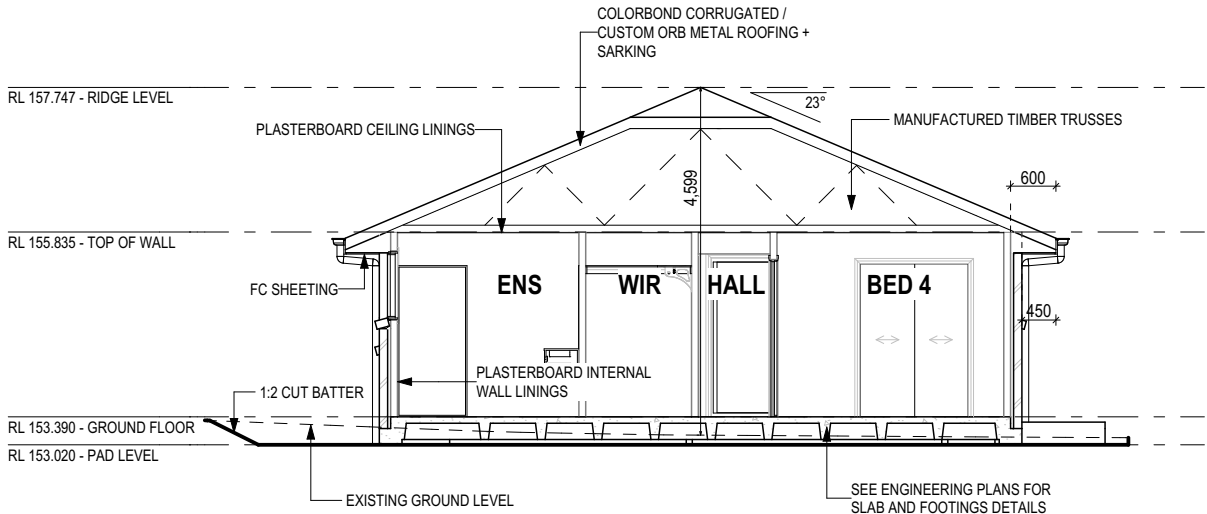 COLORBOND CORRUGATED /
CUSTOM ORB METAL ROOFING +
SARKING
RL 157.747 - RIDGE LEVEL
23°
PLASTERBOARD CEILING LININGS
MANUFACTURED TIMBER TRUSSES
4,599
600
RL 155.835 - TOP OF WALL
FC SHEETING
ENS
WIR
HALL
BED 4
450
PLASTERBOARD INTERNAL
WALL LININGS
1:2 CUT BATTER
RL 153.390 - GROUND FLOOR
RL 153.020 - PAD LEVEL
EXISTING GROUND LEVEL
SEE ENGINEERING PLANS FOR
SLAB AND FOOTINGS DETAILS